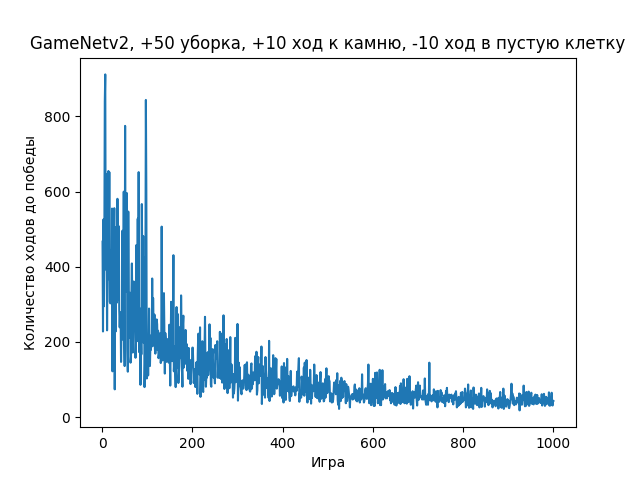 GameNetv2, +50 уборка, +10 ход к камню, -10 ход в пустую клетку
Количество ходов до победы
800
600
400
200
0
0 200 400 600 800 1000
Игра